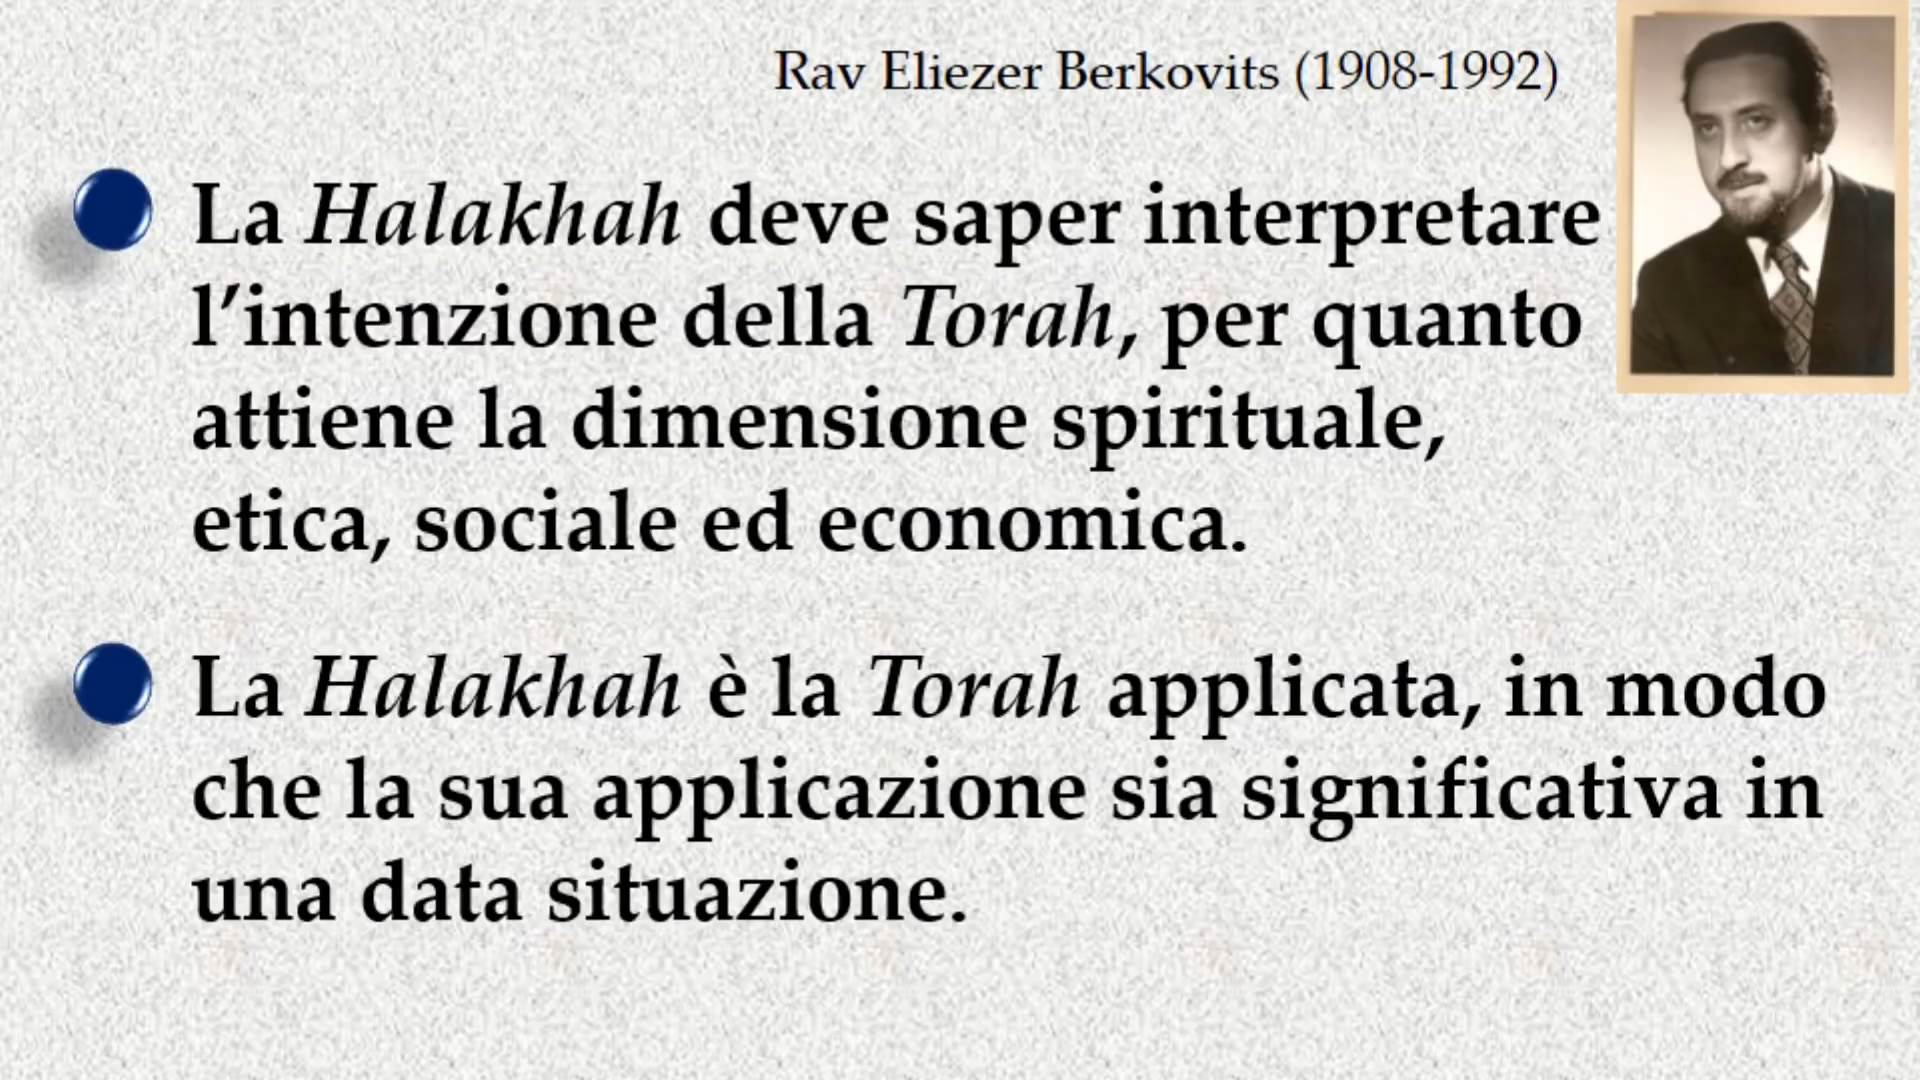 Rav Eliezer Berkovits (1908-1992)
La Halakhah deve saper interpretare
l’intenzione della Torah, per quanto
attiene la dimensione spirituale,
etica, sociale ed economica.
La Halakhah è la Torah applicata, in modo
che la sua applicazione sia significativa in
una data situazione.